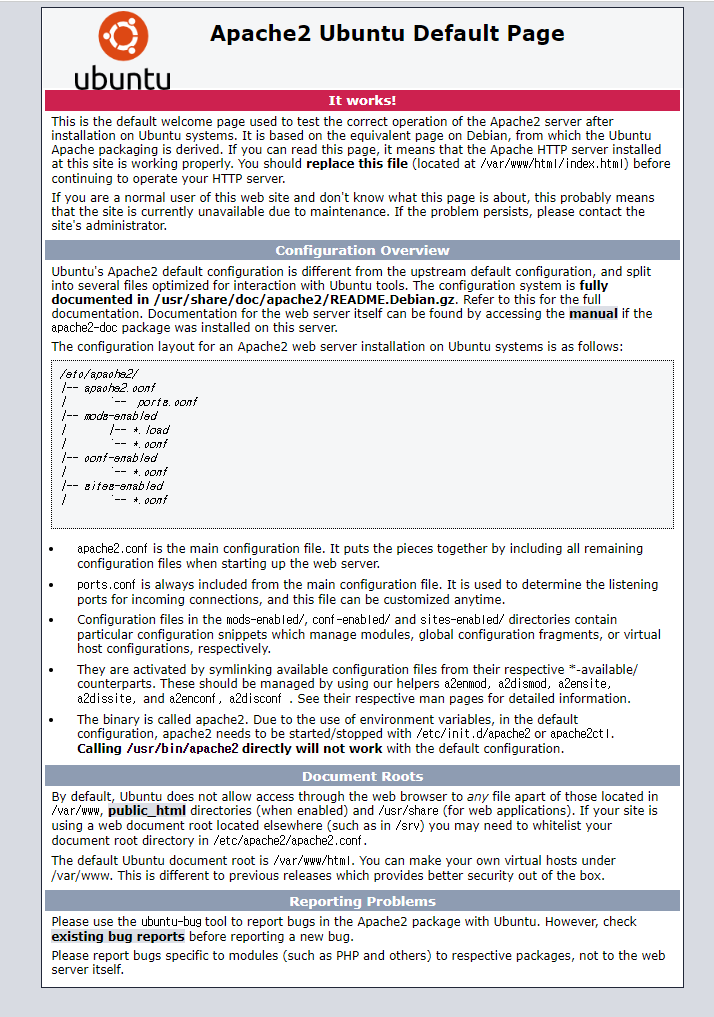 ubuntu
Apache2 Ubuntu Default Page
It works!
This is the default welcome page used to test the correct operation of the Apache2 server after
installation on Ubuntu systems. It is based on the equivalent page on Debian, from which the Ubuntu
Apache packaging is derived. If you can read this page, it means that the Apache HTTP server installed
at this site is working properly. You should replace this file (located at /var/www/html/index.html) before
continuing to operate your HTTP server.
If you are a normal user of this web site and don't know what this page is about, this probably means
that the site is currently unavailable due to maintenance. If the problem persists, please contact the
site's administrator.
Configuration Overview
Ubuntu's Apache2 default configuration is different from the upstream default configuration, and split
into several files optimized for interaction with Ubuntu tools. The configuration system is fully
documented in /usr/share/doc/apache2/README.Debian.gz. Refer to this for the full
documentation. Documentation for the web server itself can be found by accessing the manual if the
apache2-doc package was installed on this server.
The configuration layout for an Apache2 web server installation on Ubuntu systems is as follows:
/etc/apache2/
|-- apache2.conf
|       `--  ports.conf
|-- mods-enabled
|       |-- *.load
|       `-- *.conf
|-- conf-enabled
|       `-- *.conf
|-- sites-enabled
|       `-- *.conf
• apache2.conf is the main configuration file. It puts the pieces together by including all remaining
configuration files when starting up the web server.
• ports.conf is always included from the main configuration file. It is used to determine the listening
ports for incoming connections, and this file can be customized anytime.
• Configuration files in the mods-enabled/, conf-enabled/ and sites-enabled/ directories contain
particular configuration snippets which manage modules, global configuration fragments, or virtual
host configurations, respectively.
• They are activated by symlinking available configuration files from their respective *-available/
counterparts. These should be managed by using our helpers a2enmod, a2dismod, a2ensite,
a2dissite, and a2enconf, a2disconf . See their respective man pages for detailed information.
• The binary is called apache2. Due to the use of environment variables, in the default
configuration, apache2 needs to be started/stopped with /etc/init.d/apache2 or apache2ctl.
Calling /usr/bin/apache2 directly will not work with the default configuration.
Document Roots
By default, Ubuntu does not allow access through the web browser to any file apart of those located in
/var/www, public_html directories (when enabled) and /usr/share (for web applications). If your site is
using a web document root located elsewhere (such as in /srv) you may need to whitelist your
document root directory in /etc/apache2/apache2.conf.
The default Ubuntu document root is /var/www/html. You can make your own virtual hosts under
/var/www. This is different to previous releases which provides better security out of the box.
Reporting Problems
Please use the ubuntu-bug tool to report bugs in the Apache2 package with Ubuntu. However, check
existing bug reports before reporting a new bug.
Please report bugs specific to modules (such as PHP and others) to respective packages, not to the web
server itself.